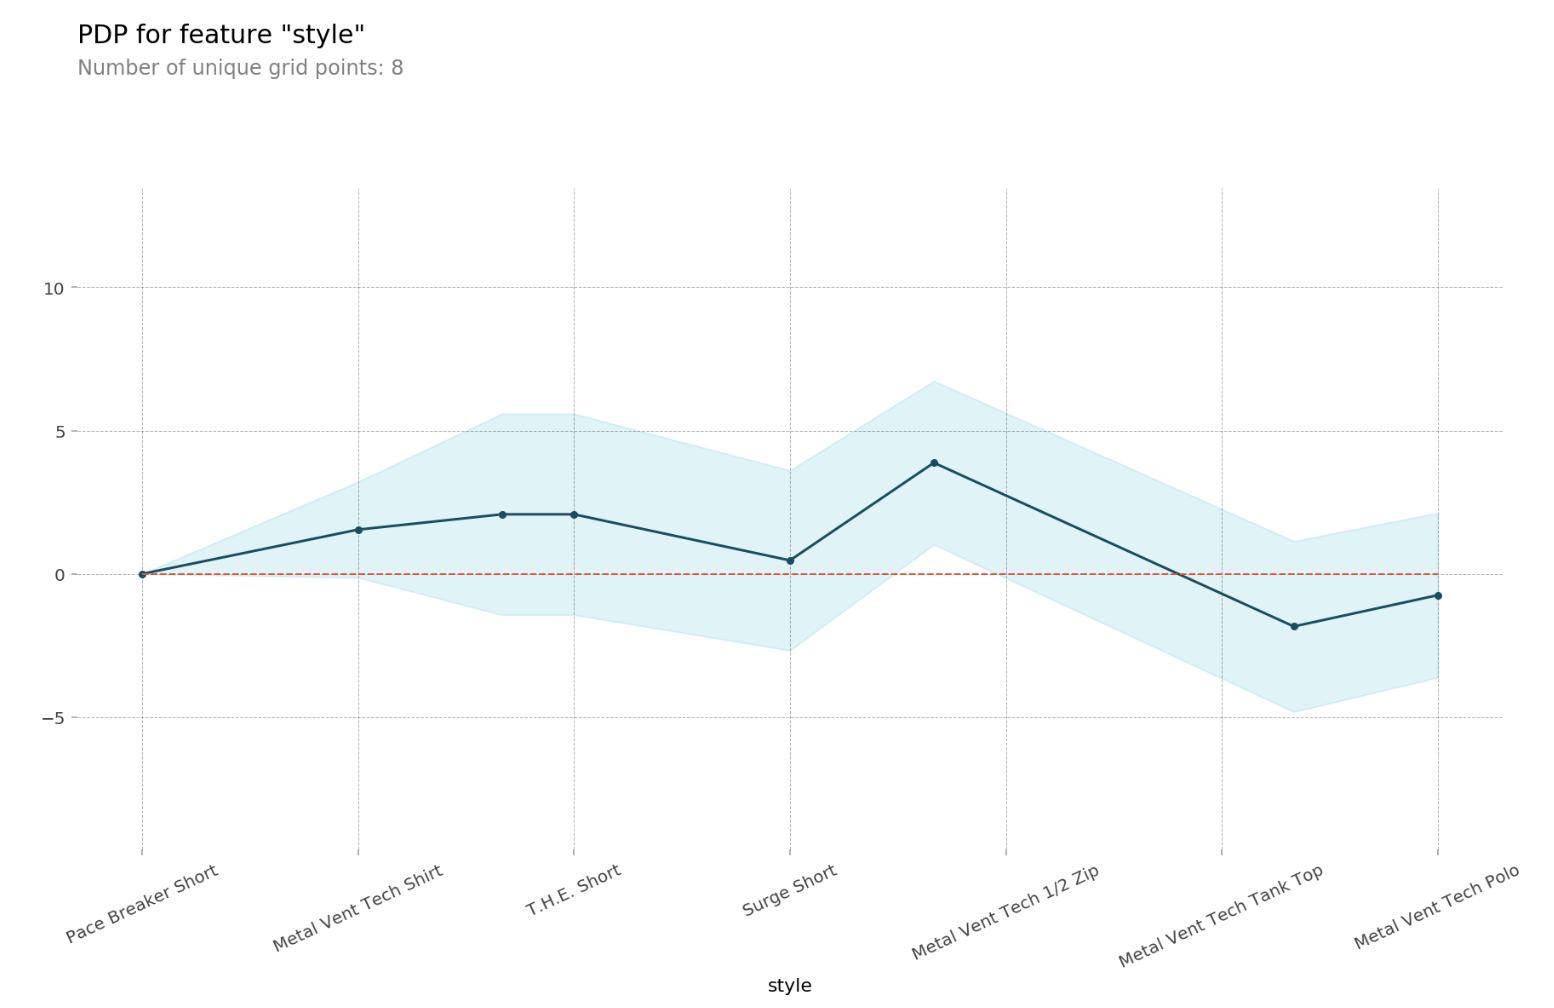 PDP for feature "style"
Number of unique grid points: 8
10
5
0
−5
Pace Breaker Short
Metal Vent Tech Shirt
T.H.E. Short
Surge Short
Metal Vent Tech 1/2 Zip
Metal Vent Tech Tank Top
Metal Vent Tech Polo
style